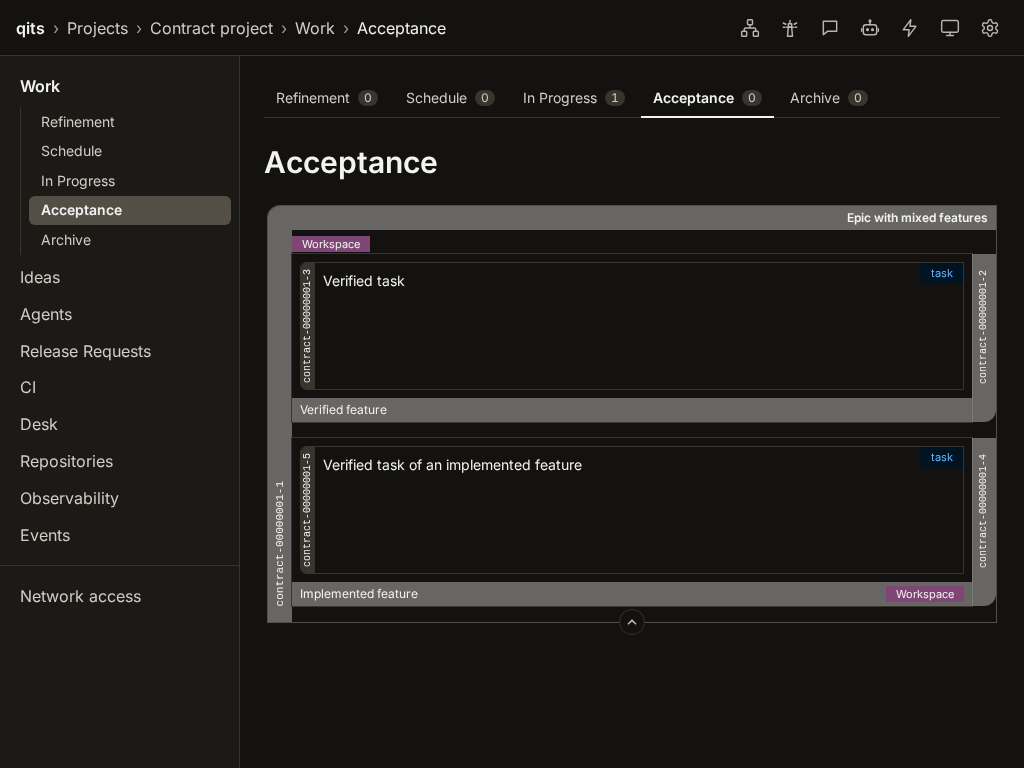 qits › Projects › Contract project › Work › Acceptance
Work
Refinement
Schedule
In Progress
Acceptance
Archive
Ideas
Agents
Release Requests
CI
Desk
Repositories
Observability
Events
Network access
Refinement 0
Schedule 0
In Progress 1
Acceptance 0
Archive 0
Acceptance
Epic with mixed features
contract-00000001-1
Workspace
contract-00000001-3
Verified task
task
contract-00000001-2
Verified feature
contract-00000001-5
Verified task of an implemented feature
task
contract-00000001-4
Implemented feature
Workspace